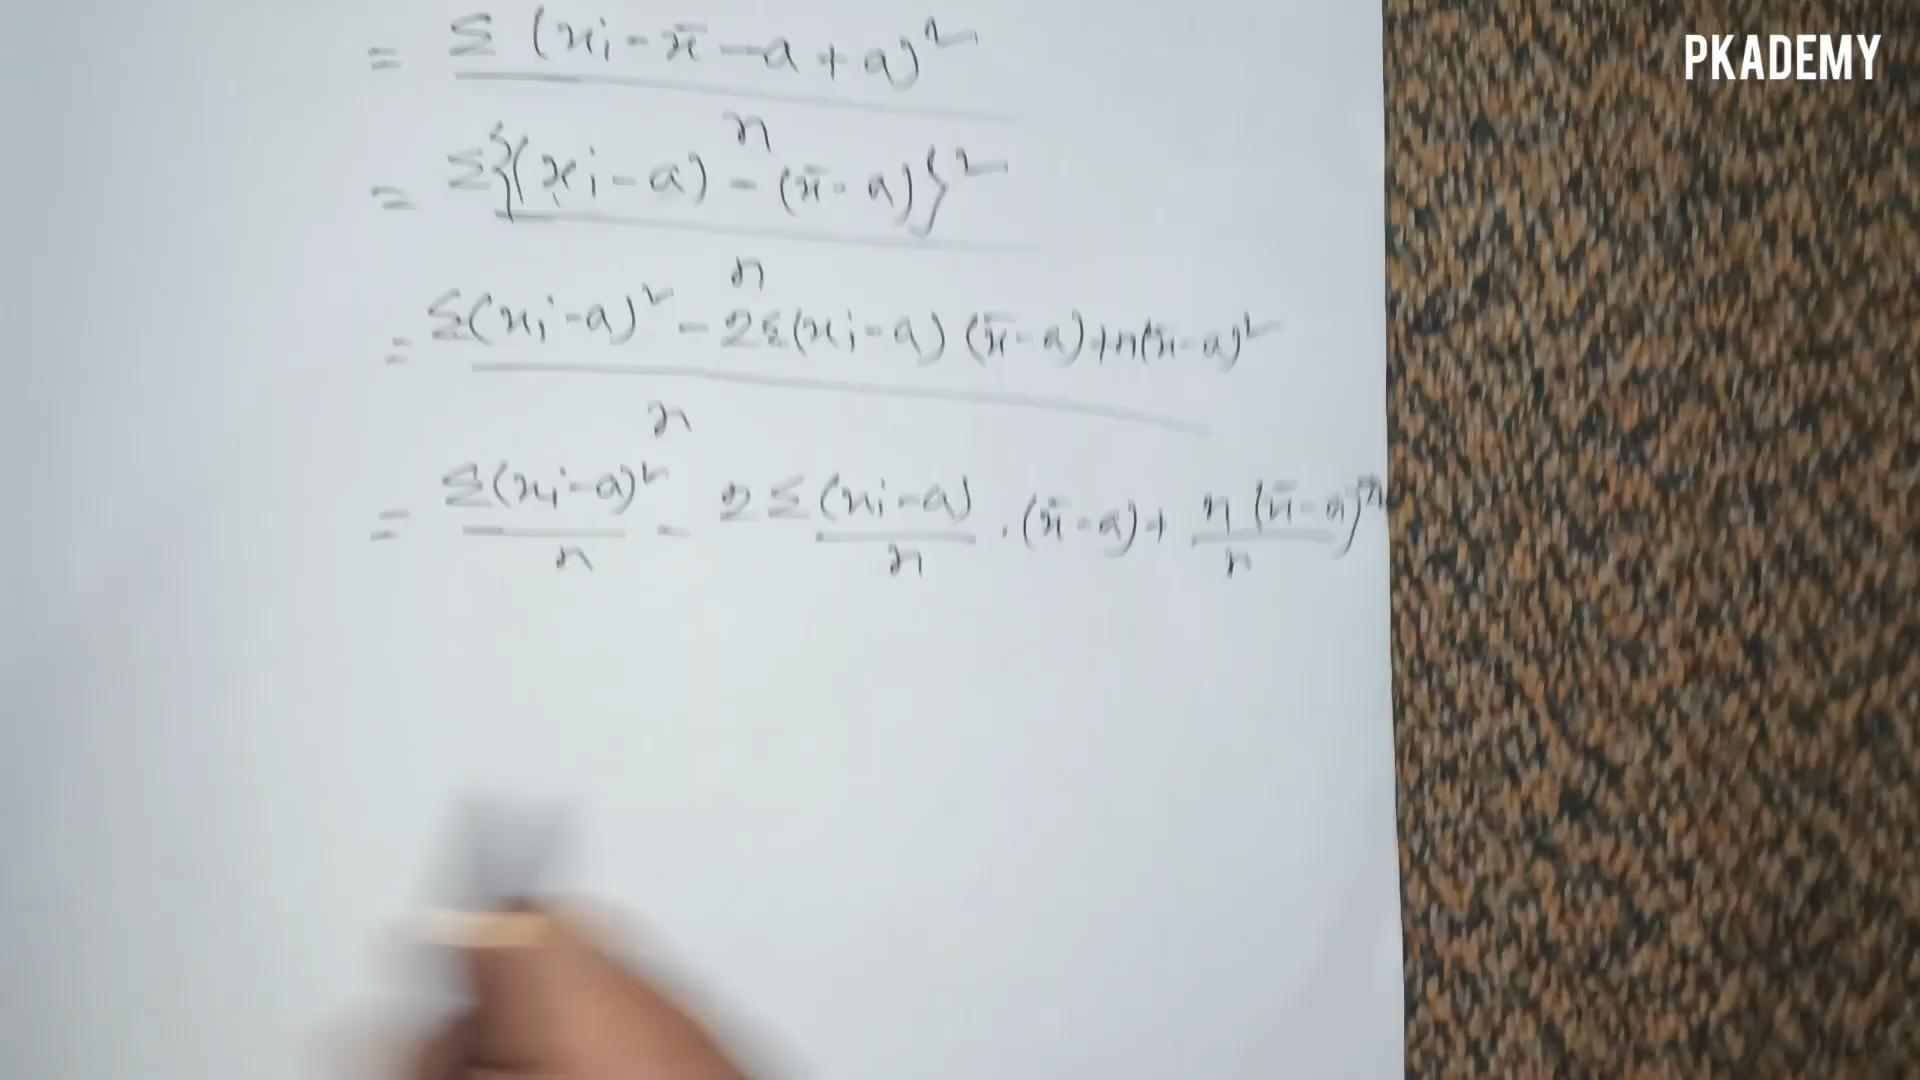 PKADEMY
= Σ (xᵢ - x̄ - a + a)²
n
= Σ{(xᵢ - a) - (x̄ - a)}²
n
= Σ(xᵢ - a)² - 2Σ(xᵢ - a) (x̄ - a) + n(x̄ - a)²
n
= Σ(xᵢ - a)² / n - 2 Σ (xᵢ - a) / n . (x̄ - a) + n (x̄ - a)² / n